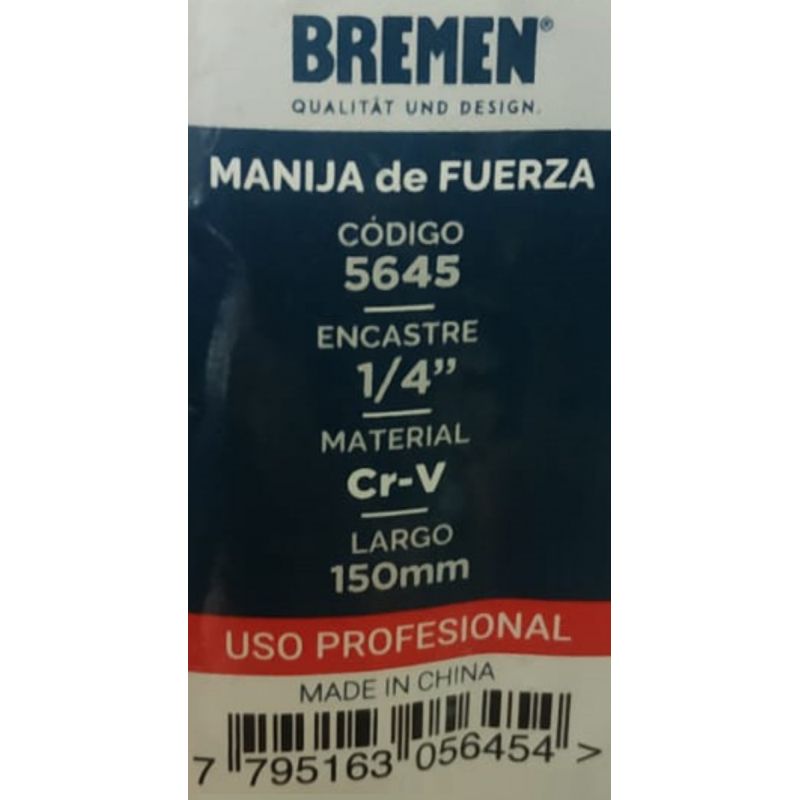 BREMEN®
QUALITÄT UND DESIGN.
MANIJA de FUERZA
CÓDIGO
5645
ENCASTRE
1/4”
MATERIAL
Cr-V
LARGO
150mm
USO PROFESIONAL
MADE IN CHINA
7 795163 056454 >